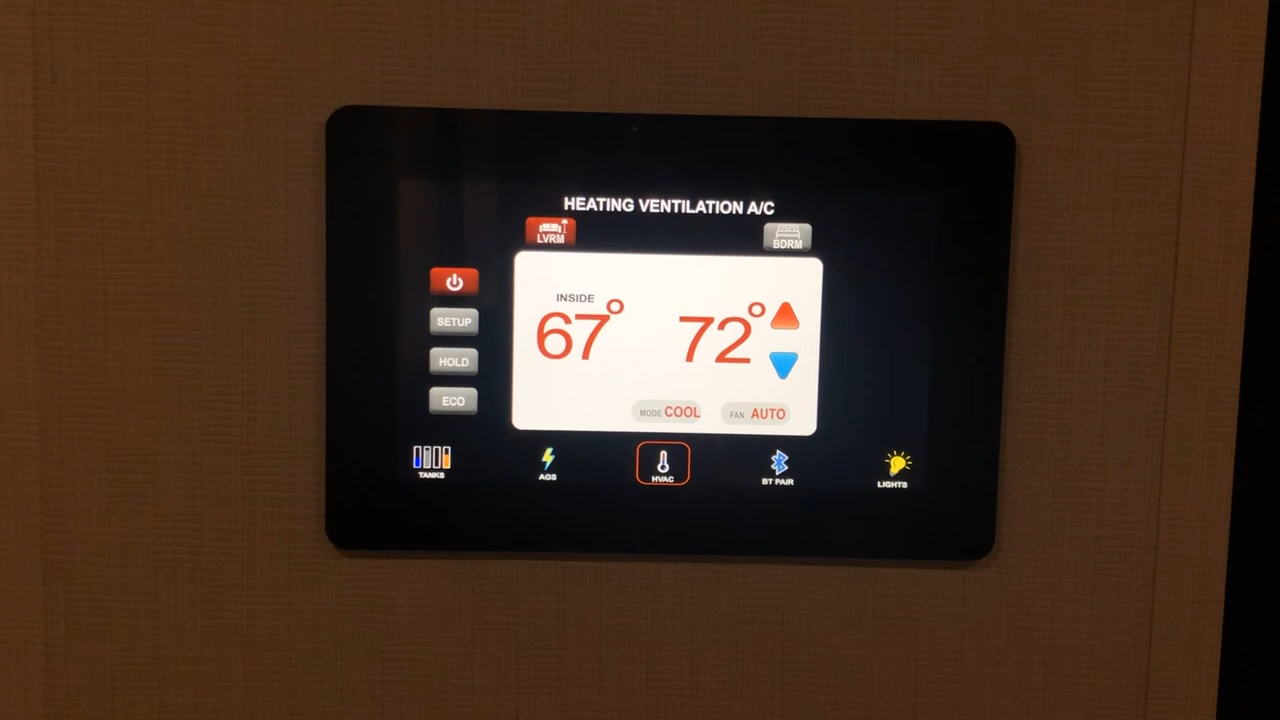 HEATING VENTILATION A/C
LVRM
BDRM
SETUP
HOLD
ECO
INSIDE
67°
72°
MODE COOL
FAN AUTO
TANKS
AGS
HVAC
BT PAIR
LIGHTS